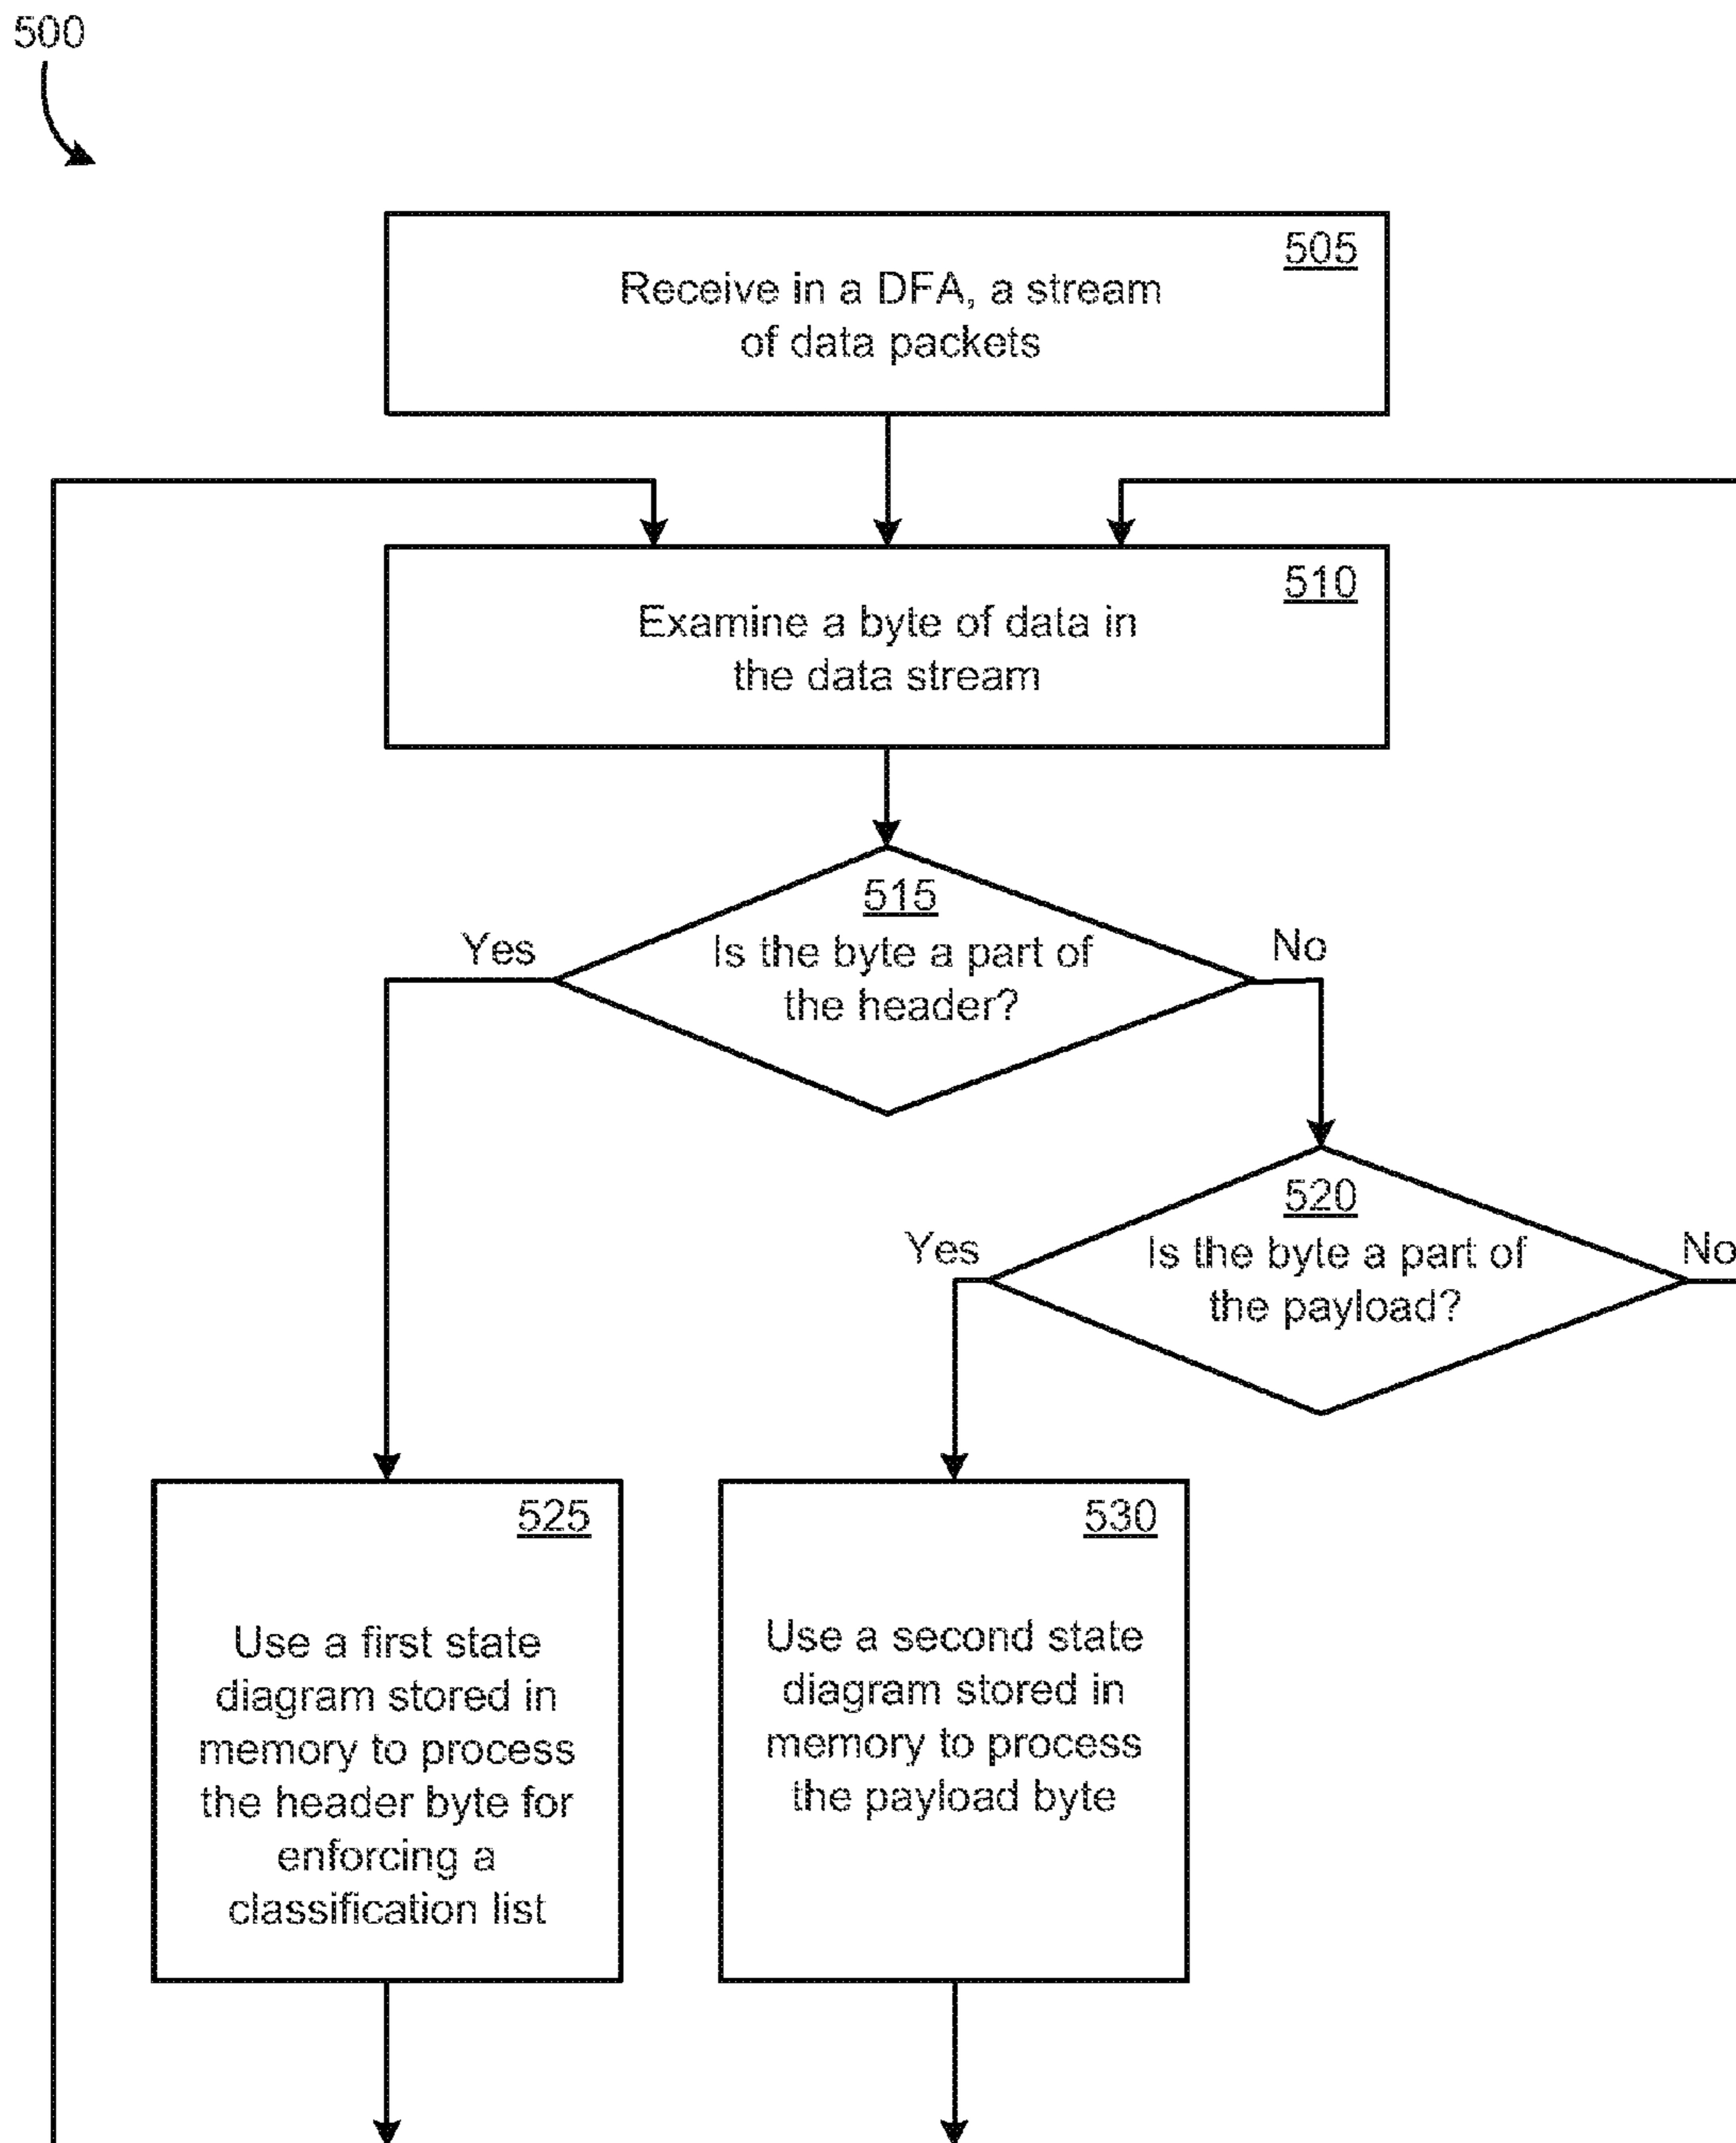 500
505
Receive in a DFA, a stream
of data packets
510
Examine a byte of data in
the data stream
515
Yes
Is the byte a part of
the header?
No
520
Yes
Is the byte a part of
the payload?
No
525
Use a first state
diagram stored in
memory to process
the header byte for
enforcing a
classification list
530
Use a second state
diagram stored in
memory to process
the payload byte